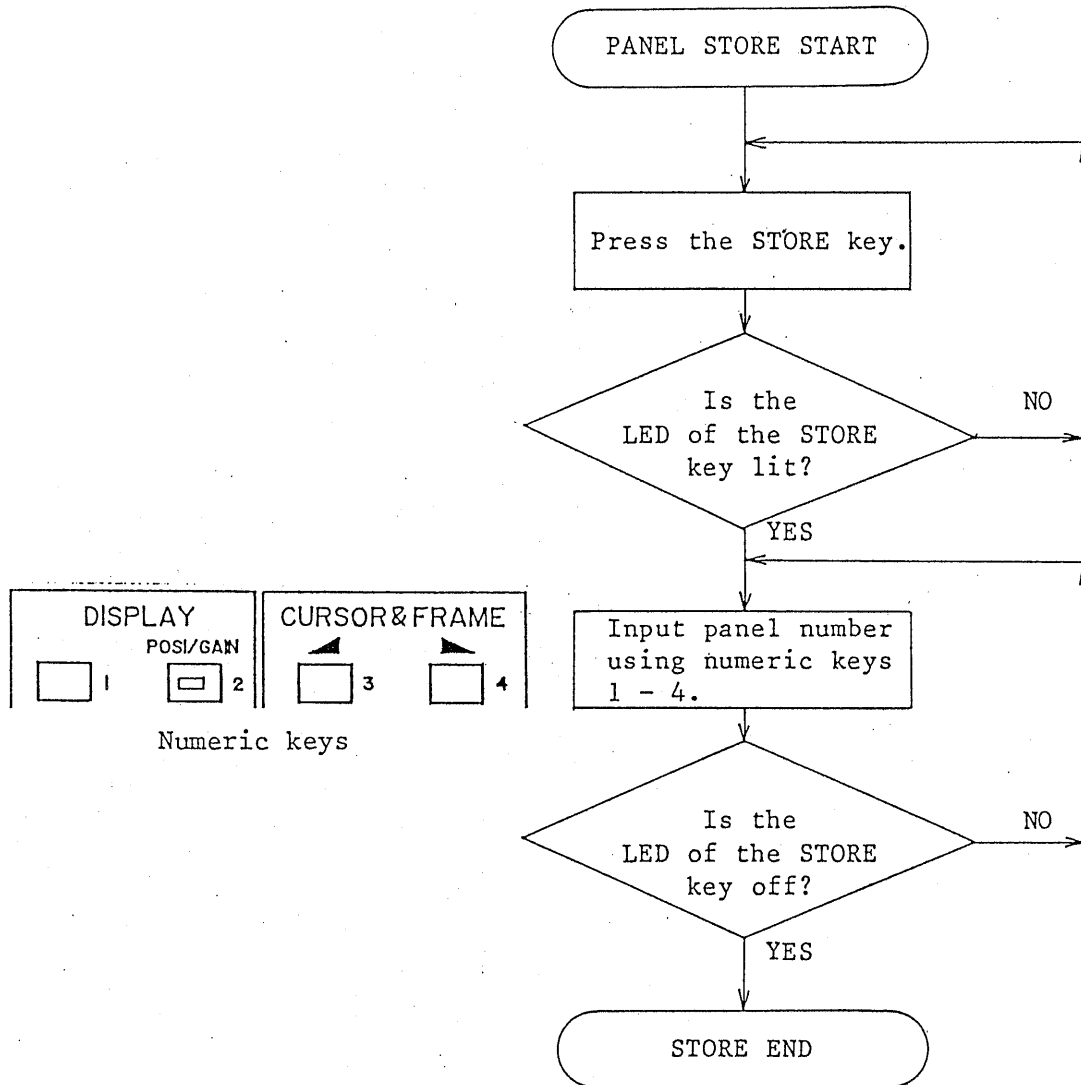 PANEL STORE START
Press the STORE key.
Is the
LED of the STORE
key lit?
NO
YES
DISPLAY
POSI/GAIN
1
2
CURSOR&FRAME
3
4
Numeric keys
Input panel number
using numeric keys
1 - 4.
Is the
LED of the STORE
key off?
NO
YES
STORE END